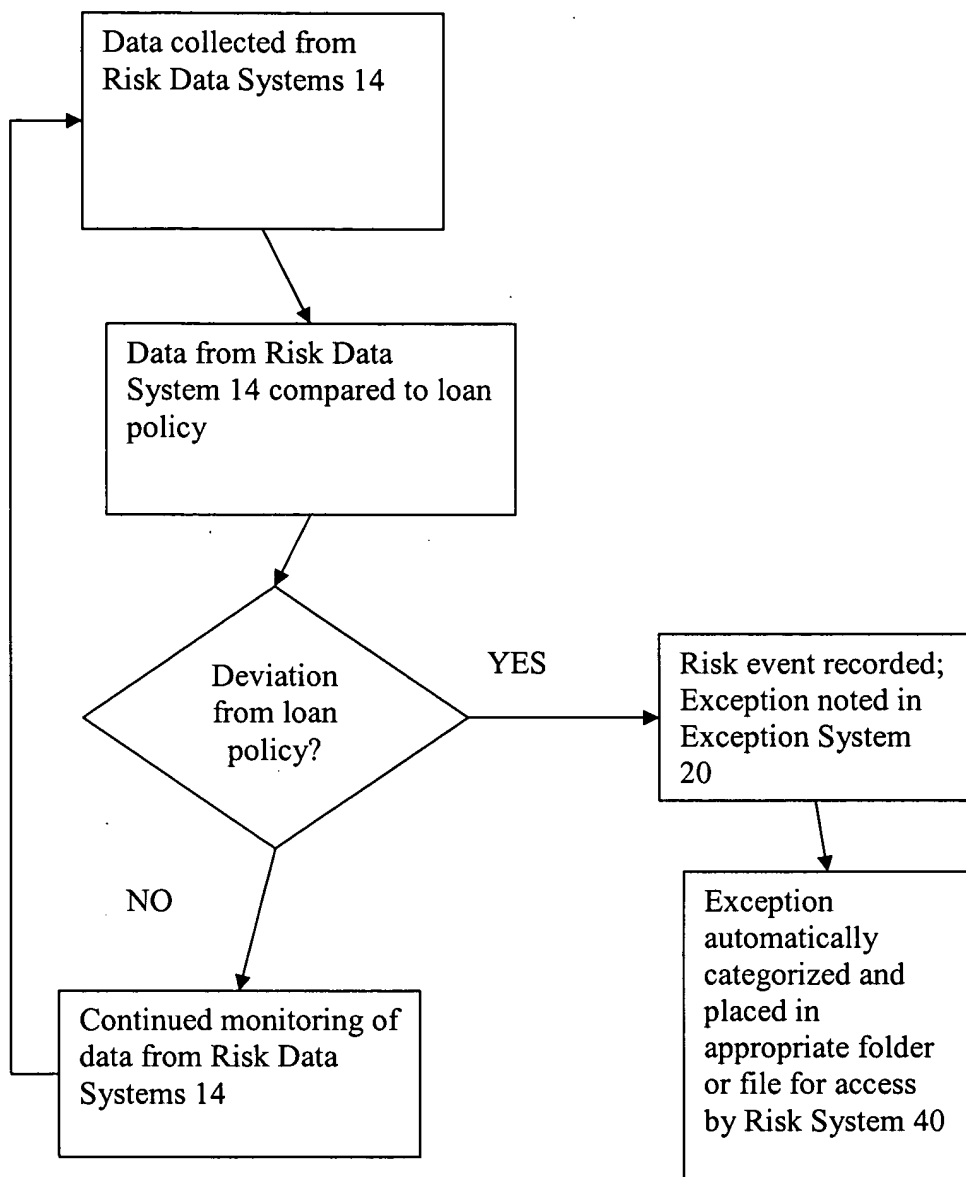 Data collected from
Risk Data Systems 14
Data from Risk Data
System 14 compared to loan
policy
Deviation
from loan
policy?
YES
Risk event recorded;
Exception noted in
Exception System
20
NO
Exception
automatically
categorized and
placed in
appropriate folder
or file for access
by Risk System 40
Continued monitoring of
data from Risk Data
Systems 14